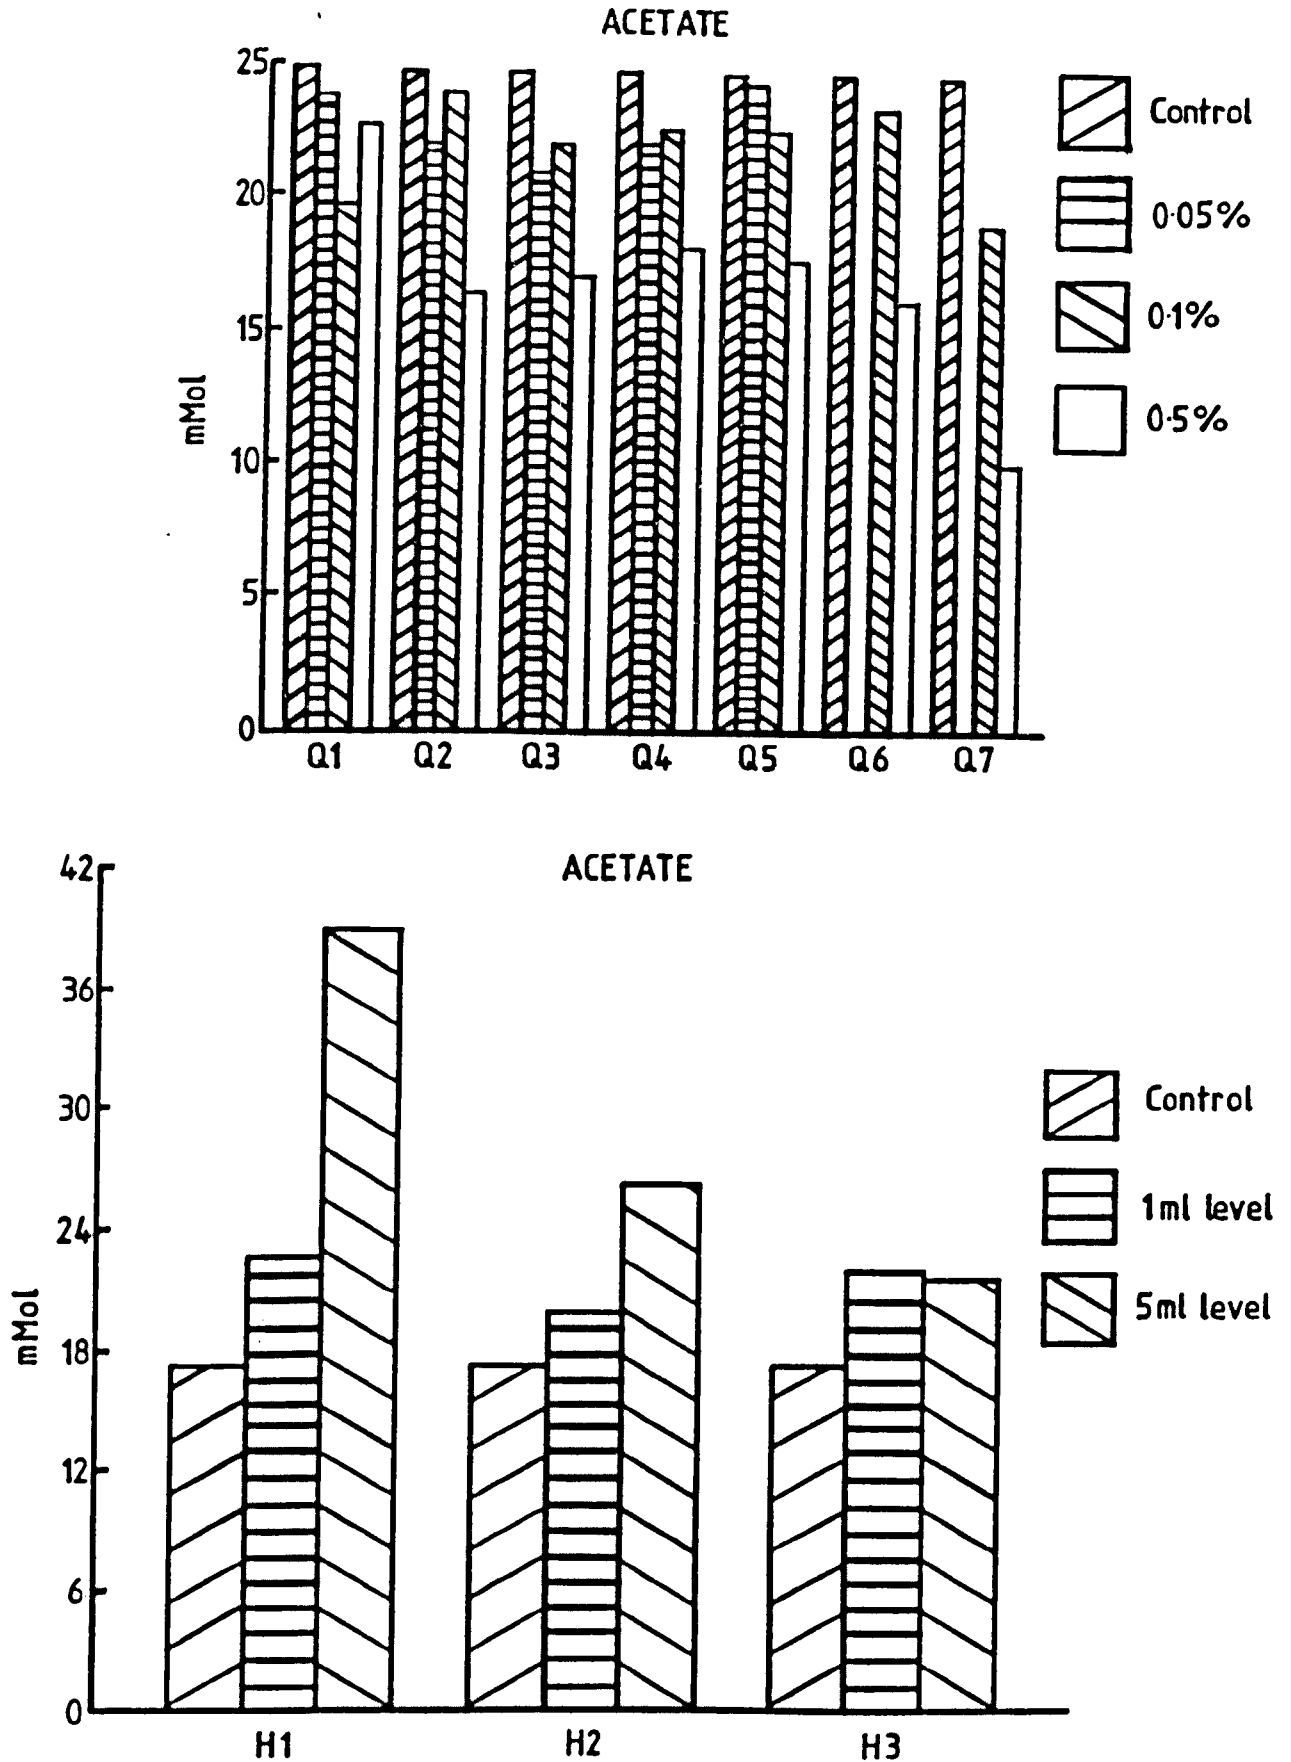 ACETATE
25
20
15
10
5
0
mMol
Q1 Q2 Q3 Q4 Q5 Q6 Q7
Control
0·05%
0·1%
0·5%
ACETATE
42
36
30
24
18
12
6
0
mMol
H1 H2 H3
Control
1ml level
5ml level